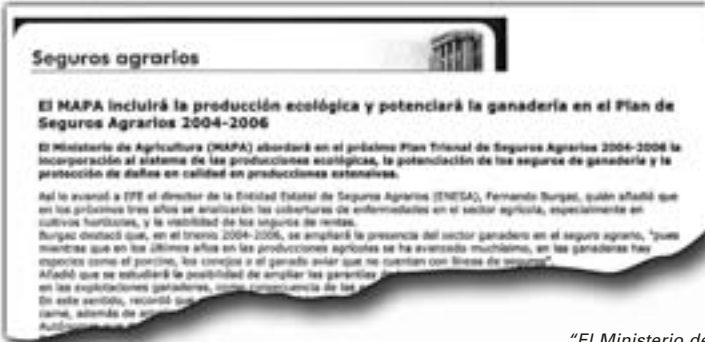 Seguros agrarios
El MAPA incluirá la producción ecológica y potenciará la ganadería en el Plan de
Seguros Agrarios 2004-2006
El Ministerio de Agricultura (MAPA) abordará en el próximo Plan Trienal de Seguros Agrarios 2004-2006 la
incorporación al sistema de las producciones ecológicas, la potenciación de los seguros de ganadería y la
protección de daños en calidad en producciones extensivas.
Así lo avanzó a EFE el director de la Entidad Estatal de Seguros Agrarios (ENESA), Fernando Burgaz, quién añadió que
en los próximos tres años se analizarán las coberturas de enfermedades en el sector agrícola, especialmente en
cultivos hortícolas, y la viabilidad de los seguros de rentas.
Burgaz destacó que, en el trienio 2004-2006, se ampliará la presencia del sector ganadero en el seguro agrario, "pues
mientras que en los últimos años en las producciones agrícolas se ha avanzado muchísimo, en las ganaderas hay
especies como el porcino, los conejos o el ganado aviar que no cuentan con líneas de seguros".
Añadió que se estudiará la posibilidad de ampliar las garantías
en las explotaciones ganaderas, como consecuencia de las
En este sentido, recordó que
carne, además de
"El Ministerio de